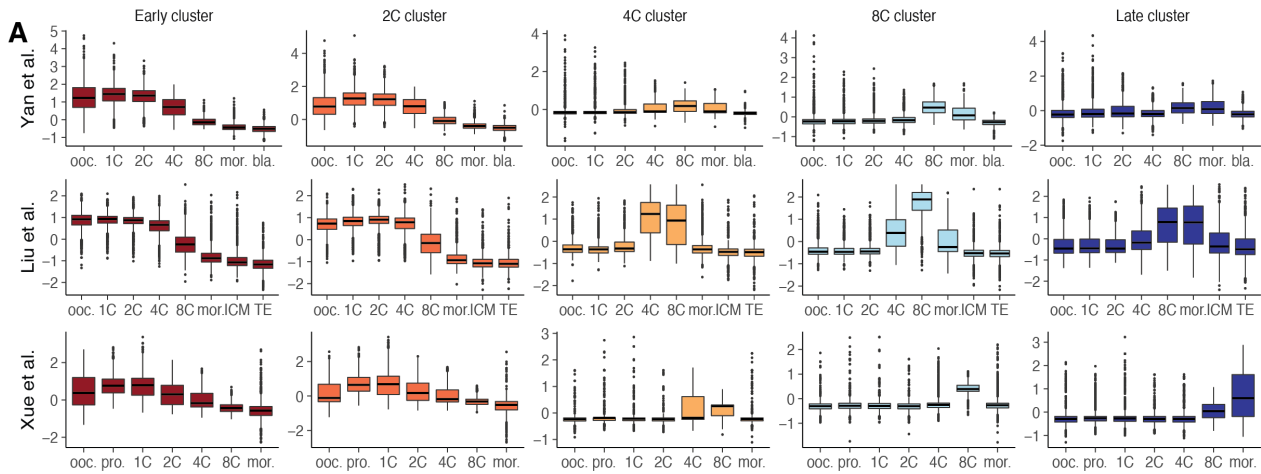 A
Early cluster 2C cluster 4C cluster 8C cluster Late cluster
Yan et al.
5 4 3 2 1 0 −1
4 2 0
4 2 0
4 3 2 1 0 −1
4 2 0 −2
ooc. 1C 2C 4C 8C mor. bla.
ooc. 1C 2C 4C 8C mor. bla.
ooc. 1C 2C 4C 8C mor. bla.
ooc. 1C 2C 4C 8C mor. bla.
ooc. 1C 2C 4C 8C mor. bla.
Liu et al.
2 1 0 −1 −2
2 1 0 −1 −2
2 1 0 −1 −2
2 1 0 −1 −2
2 1 0 −1 −2
ooc. 1C 2C 4C 8C mor. ICM TE
ooc. 1C 2C 4C 8C mor. ICM TE
ooc. 1C 2C 4C 8C mor. ICM TE
ooc. 1C 2C 4C 8C mor. ICM TE
ooc. 1C 2C 4C 8C mor. ICM TE
Xue et al.
2 0 −2
2 0 −2
3 2 1 0 −1
2 1 0 −1
3 2 1 0 −1
ooc. pro. 1C 2C 4C 8C mor.
ooc. pro. 1C 2C 4C 8C mor.
ooc. pro. 1C 2C 4C 8C mor.
ooc. pro. 1C 2C 4C 8C mor.
ooc. pro. 1C 2C 4C 8C mor.